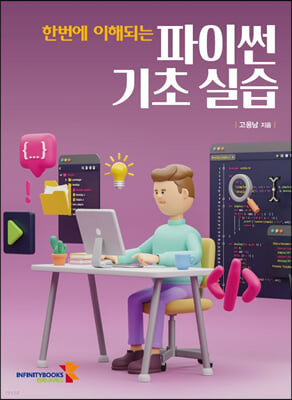 한번에 이해되는
파이썬
기초 실습
| 고응남 지음 |
{...}
INFINITYBOOKS